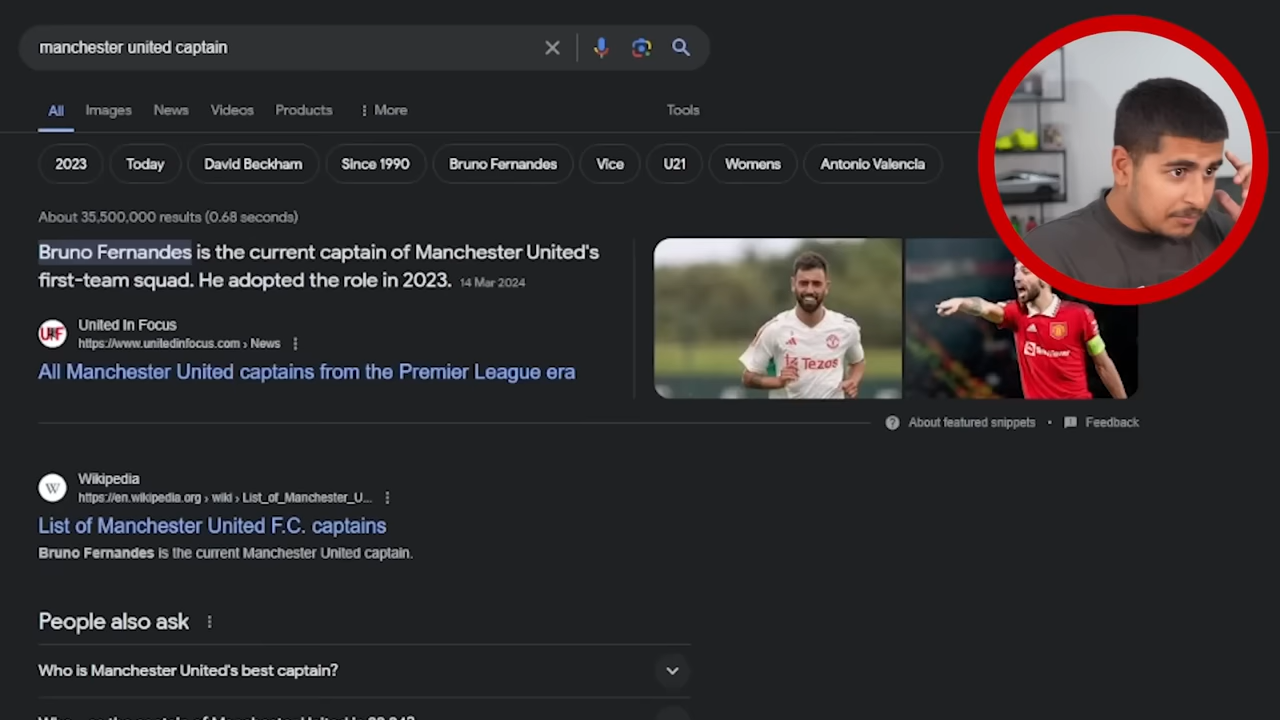 manchester united captain
All
Images
News
Videos
Products
More
Tools
2023
Today
David Beckham
Since 1990
Bruno Fernandes
Vice
U21
Womens
Antonio Valencia
About 35,500,000 results (0.68 seconds)
Bruno Fernandes is the current captain of Manchester United's
first-team squad. He adopted the role in 2023. 14 Mar 2024
UIF
United In Focus
https://www.unitedinfocus.com › News
All Manchester United captains from the Premier League era
Tezos
About featured snippets
Feedback
W
Wikipedia
https://en.wikipedia.org › wiki › List_of_Manchester_U...
List of Manchester United F.C. captains
Bruno Fernandes is the current Manchester United captain.
People also ask
Who is Manchester United's best captain?